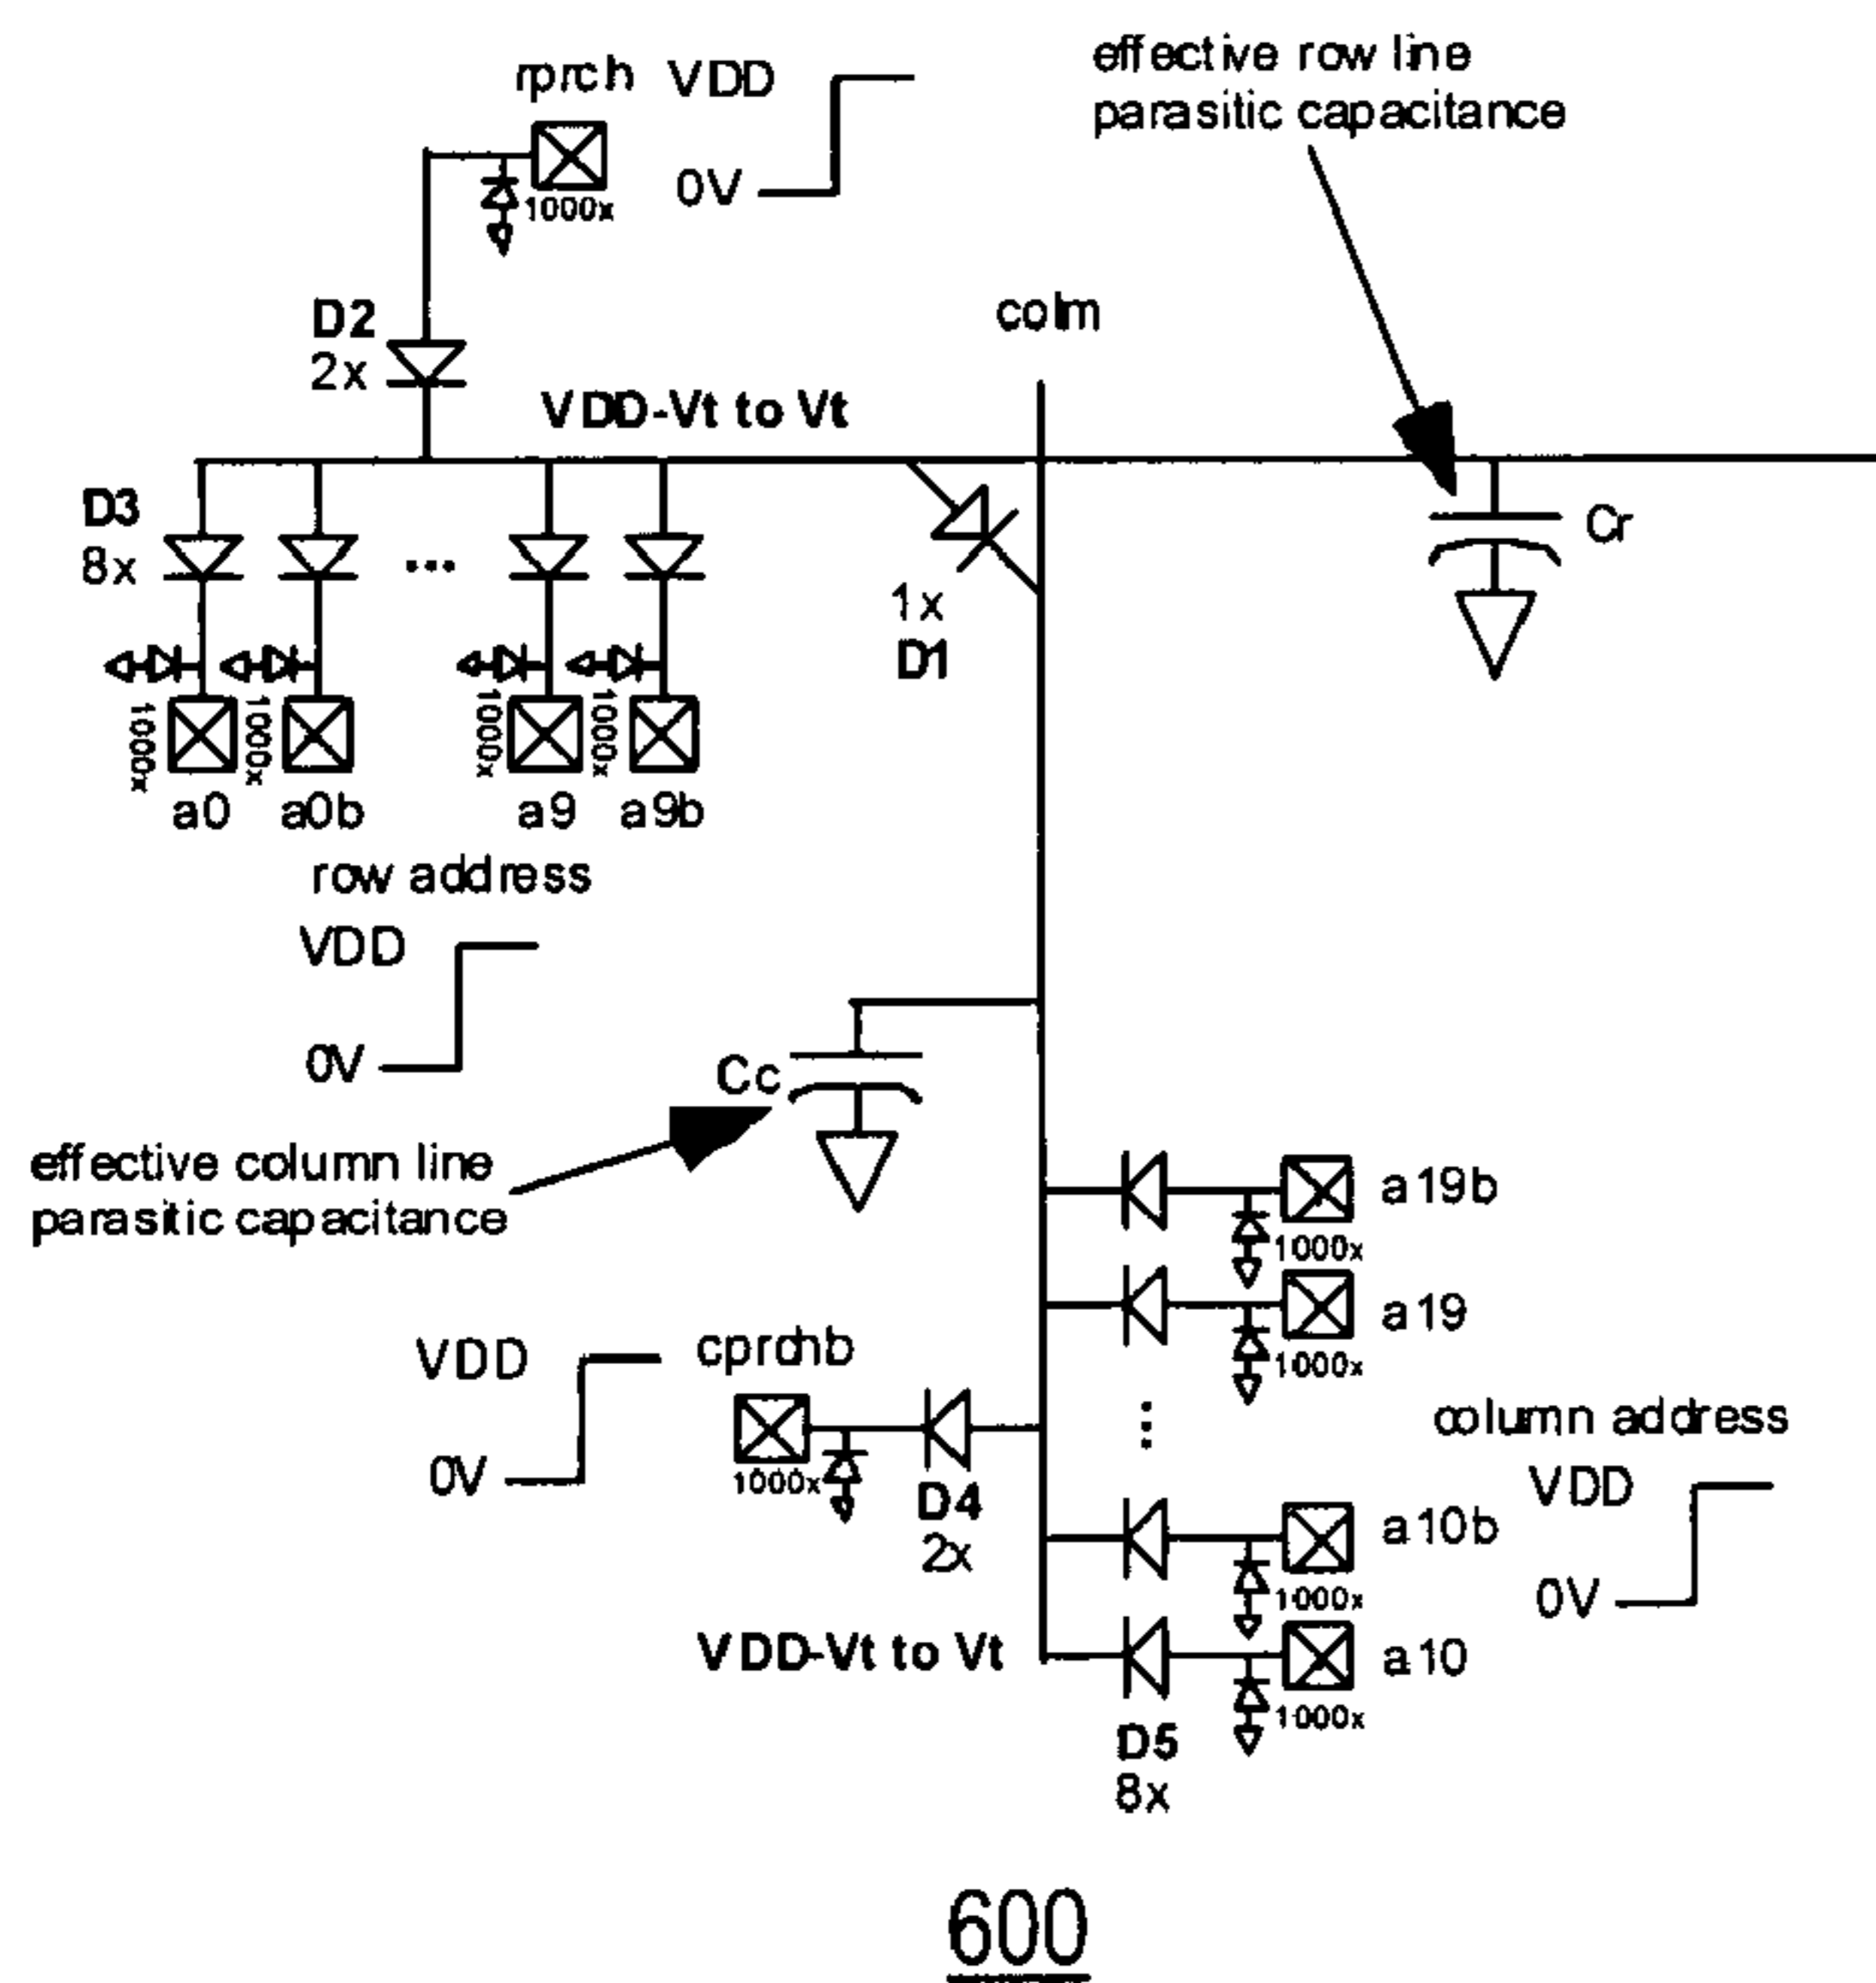 rprch VDD
0V
1000x
effective row line
parasitic capacitance
D2
2x
colm
VDD-Vt to Vt
D3
8x
...
1x
D1
Cr
1000x 1000x 1000x 1000x
a0 a0b a9 a9b
row address
VDD
0V
Cc
effective column line
parasitic capacitance
a19b
1000x
a19
1000x
VDD
0V
cprchb
1000x
D4
2x
...
column address
VDD
0V
a10b
1000x
VDD-Vt to Vt
a10
1000x
D5
8x
600